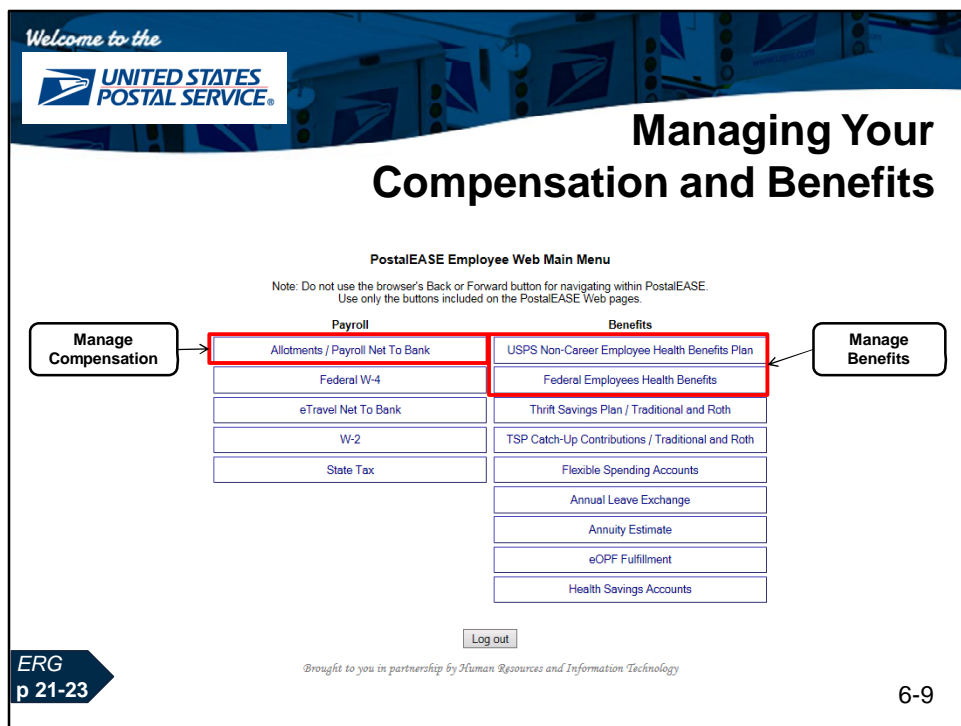 Welcome to the
UNITED STATES
POSTAL SERVICE®
Managing Your
Compensation and Benefits
PostalEASE Employee Web Main Menu
Note: Do not use the browser's Back or Forward button for navigating within PostalEASE.
Use only the buttons included on the PostalEASE Web pages.
Manage
Compensation
Payroll
Allotments / Payroll Net To Bank
Federal W-4
eTravel Net To Bank
W-2
State Tax
Benefits
USPS Non-Career Employee Health Benefits Plan
Federal Employees Health Benefits
Thrift Savings Plan / Traditional and Roth
TSP Catch-Up Contributions / Traditional and Roth
Flexible Spending Accounts
Annual Leave Exchange
Annuity Estimate
eOPF Fulfillment
Health Savings Accounts
Manage
Benefits
Log out
Brought to you in partnership by Human Resources and Information Technology
ERG
p 21-23
6-9